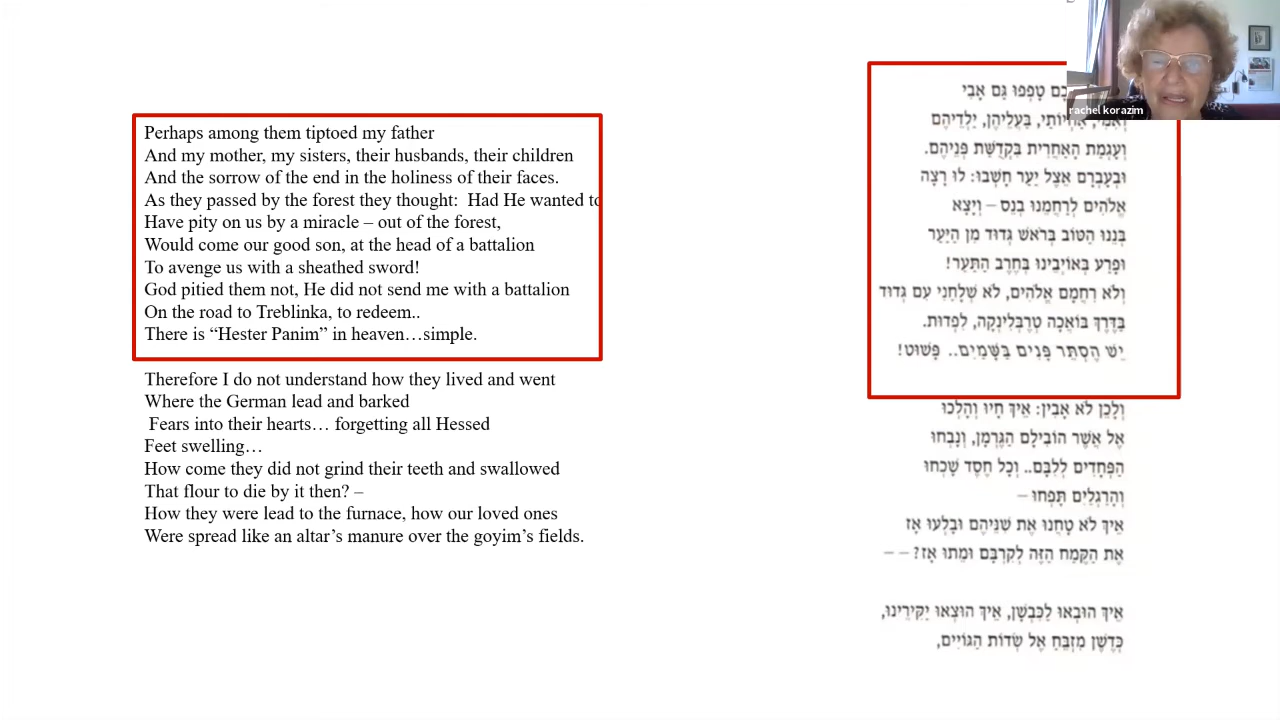 Perhaps among them tiptoed my father
And my mother, my sisters, their husbands, their children
And the sorrow of the end in the holiness of their faces.
As they passed by the forest they thought:  Had He wanted to
Have pity on us by a miracle – out of the forest,
Would come our good son, at the head of a battalion
To avenge us with a sheathed sword!
God pitied them not, He did not send me with a battalion
On the road to Treblinka, to redeem..
There is “Hester Panim” in heaven…simple.
Therefore I do not understand how they lived and went
Where the German lead and barked
Fears into their hearts… forgetting all Hessed
Feet swelling…
How come they did not grind their teeth and swallowed
That flour to die by it then? –
How they were lead to the furnace, how our loved ones
Were spread like an altar’s manure over the goyim’s fields.
טָפְפוּ גַּם אָבִי
בַּעֲלֵיהֶן, יַלְדֵיהֶם
וְעָגְמַת הָאַחֲרִית בִּקְדֻשַּׁת פְּנֵיהֶם.
וּבְעָבְרָם אֵצֶל יַעַר חָשְׁבוּ: לוּ רָצָה
אֱלֹהִים לְרַחֲמֵנוּ בְנֵס – וְיָצָא
בְּנֵנוּ הַטּוֹב בְּרֹאשׁ גְּדוּד מִן הַיַּעַר
וּפָרַע בְּאוֹיְבֵינוּ בְּחֶרֶב הַתַּעַר!
וְלֹא רִחֲמָם אֱלֹהִים, לֹא שְׁלָחַנִי עִם גְּדוּד
בַּדֶּרֶךְ בּוֹאֲכָה טְרֶבְּלִינְקָה, לִפְדוּת.
יֵשׁ הֶסְתֵּר פָּנִים בַּשָּׁמַיִם.. פָּשׁוּט!
וְלָכֵן לֹא אָבִין: אֵיךְ חָיוּ וְהָלְכוּ
אֶל אֲשֶׁר הוֹבִילָם הַגֶּרְמָן, וְנָבְחוּ
הַפְּחָדִים לְלִבָּם.. וְכָל חֶסֶד שָׁכְחוּ
וְהָרַגְלַיִם תָּפְחוּ –
אֵיךְ לֹא טָחֲנוּ אֶת שִׁנֵּיהֶם וּבָלְעוּ אָז
אֶת הַקֶּמַח הַזֶּה לְקִרְבָּם וּמֵתוּ אָז? – –
אֵיךְ הוּבְאוּ לַכִּבְשָׁן, אֵיךְ הוּצְאוּ יַקִּירֵינוּ,
כְּדֶשֶׁן מִזְבֵּחַ אֶל שְׂדוֹת הַגּוֹיִים,
rachel korazim